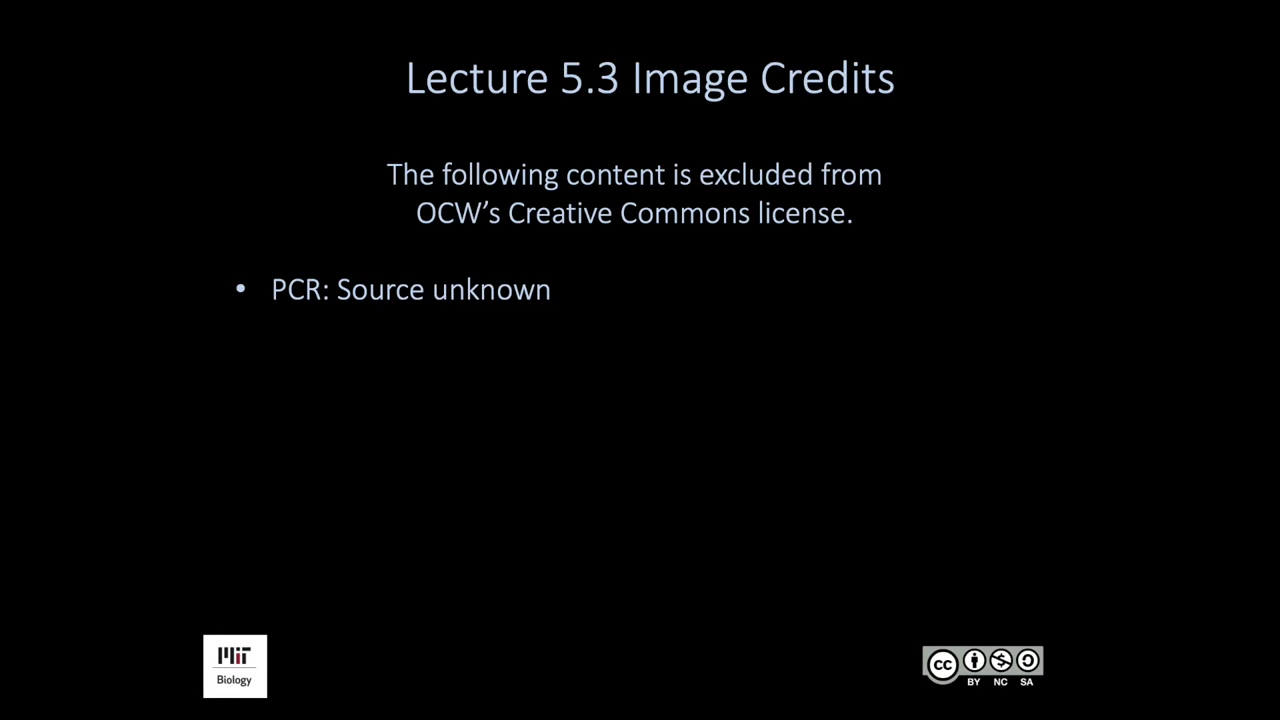 Lecture 5.3 Image Credits
The following content is excluded from
OCW’s Creative Commons license.
• PCR: Source unknown
MIT
Biology
cc
BY NC SA